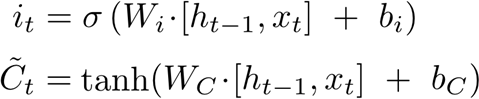 i_t = σ (W_i·[h_{t−1}, x_t] + b_i)
C̃_t = tanh(W_C·[h_{t−1}, x_t] + b_C)